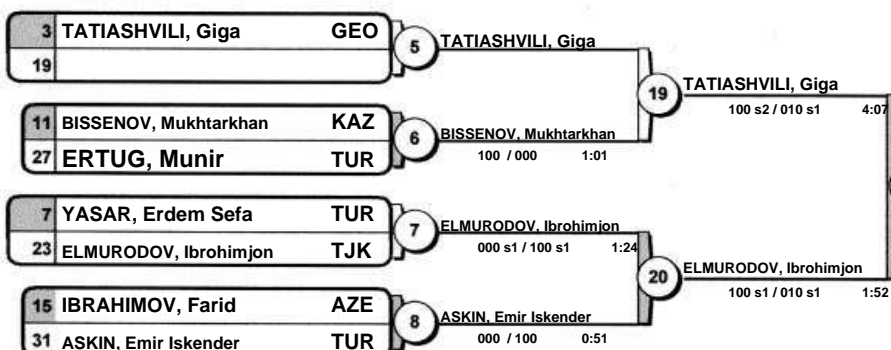 3 TATIASHVILI, Giga GEO
19
5
TATIASHVILI, Giga
11 BISSENOV, Mukhtarkhan KAZ
27 ERTUG, Munir TUR
6
BISSENOV, Mukhtarkhan
100 / 000 1:01
19
TATIASHVILI, Giga
100 s2 / 010 s1 4:07
7 YASAR, Erdem Sefa TUR
23 ELMURODOV, Ibrohimjon TJK
7
ELMURODOV, Ibrohimjon
000 s1 / 100 s1 1:24
15 IBRAHIMOV, Farid AZE
31 ASKIN, Emir Iskender TUR
8
ASKIN, Emir Iskender
000 / 100 0:51
20
ELMURODOV, Ibrohimjon
100 s1 / 010 s1 1:52